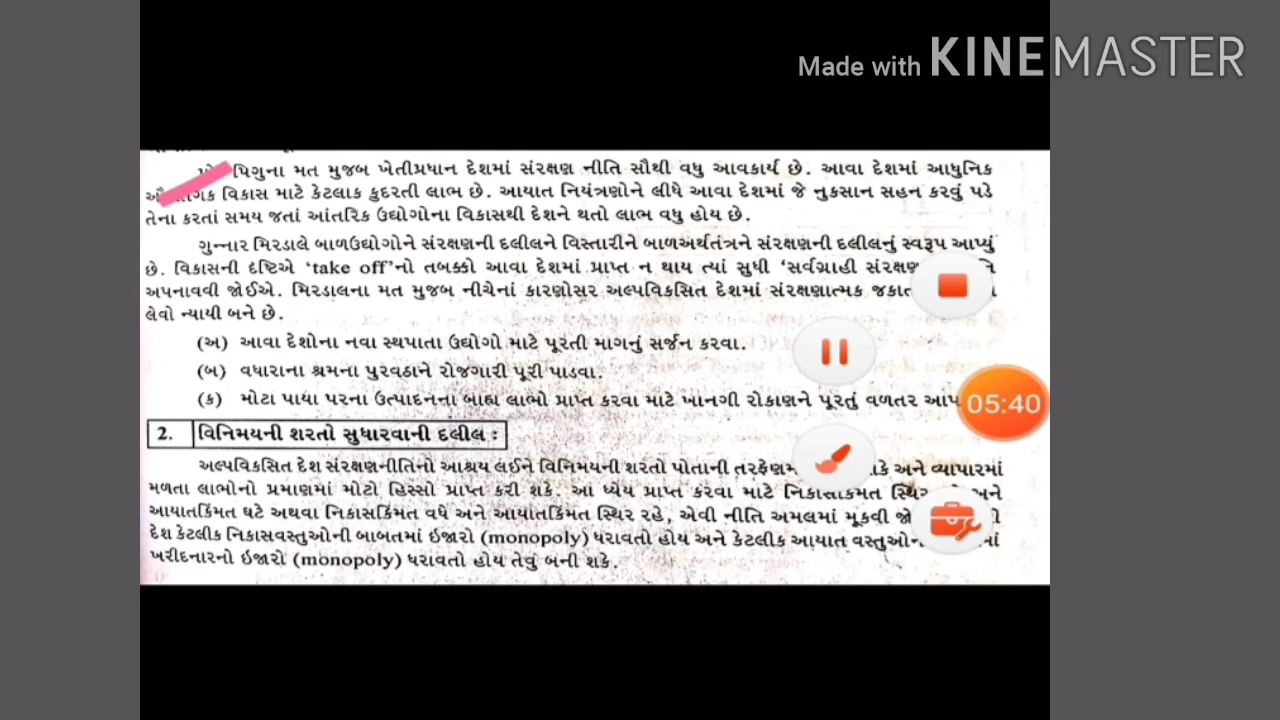 Made with KINEMASTER
પિગુના મત મુજબ ખેતીપ્રધાન દેશમાં સંરક્ષણ નીતિ સૌથી વધુ આવકાર્ય છે. આવા દેશમાં આધુનિક
વિકાસ માટે કેટલાક કુદરતી લાભ છે. આયાત નિયંત્રણોને લીધે આવા દેશમાં જે નુકસાન સહન કરવું પડે
તેના કરતાં સમય જતાં આંતરિક ઉદ્યોગોના વિકાસથી દેશને થતો લાભ વધુ હોય છે.
ગુન્નાર મિરડાલે બાળઉદ્યોગોને સંરક્ષણની દલીલને વિસ્તારીને બાળઅર્થતંત્રને સંરક્ષણની દલીલનું સ્વરૂપ આપ્યું
છે. વિકાસની દષ્ટિએ ‘take off’નો તબક્કો આવા દેશમાં પ્રાપ્ત ન થાય ત્યાં સુધી ‘સર્વગ્રાહી સંરક્ષણ
અપનાવવી જોઈએ. મિરડાલના મત મુજબ નીચેનાં કારણોસર અલ્પવિકસિત દેશમાં સંરક્ષણાત્મક જકાત
લેવો ન્યાયી બને છે.
(અ) આવા દેશોના નવા સ્થપાતા ઉદ્યોગો માટે પૂરતી માગનું સર્જન કરવા.
(બ) વધારાના શ્રમના પુરવઠાને રોજગારી પૂરી પાડવા.
(ક) મોટા પાયા પરના ઉત્પાદનના બાહ્ય લાભો પ્રાપ્ત કરવા માટે ખાનગી રોકાણને પૂરતું વળતર
05:40
2. વિનિમયની શરતો સુધારવાની દલીલ :
અલ્પવિકસિત દેશ સંરક્ષણનીતિનો આશ્રય લઈને વિનિમયની શરતો પોતાની તરફેણમાં અને વ્યાપારમાં
મળતા લાભોનો પ્રમાણમાં મોટો હિસ્સો પ્રાપ્ત કરી શકે. આ ધ્યેય પ્રાપ્ત કરવા માટે નિકાસકિંમત સ્થિર અને
આયાતકિંમત ઘટે અથવા નિકાસકિંમત વધે અને આયાતકિંમત સ્થિર રહે, એવી નીતિ અમલમાં મૂકવી
દેશ કેટલીક નિકાસવસ્તુઓની બાબતમાં ઇજારો (monopoly) ધરાવતો હોય અને કેટલીક આયાત
ખરીદનારનો ઇજારો (monopoly) ધરાવતો હોય તેવું બની શકે.